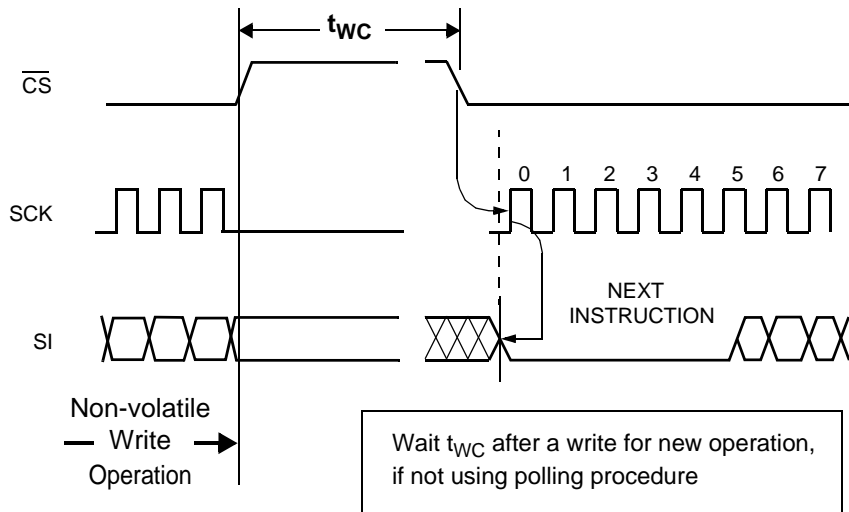 tWC
CS
SCK
0 1 2 3 4 5 6 7
SI
NEXT
INSTRUCTION
Non-volatile
Write
Operation
Wait tWC after a write for new operation,
if not using polling procedure